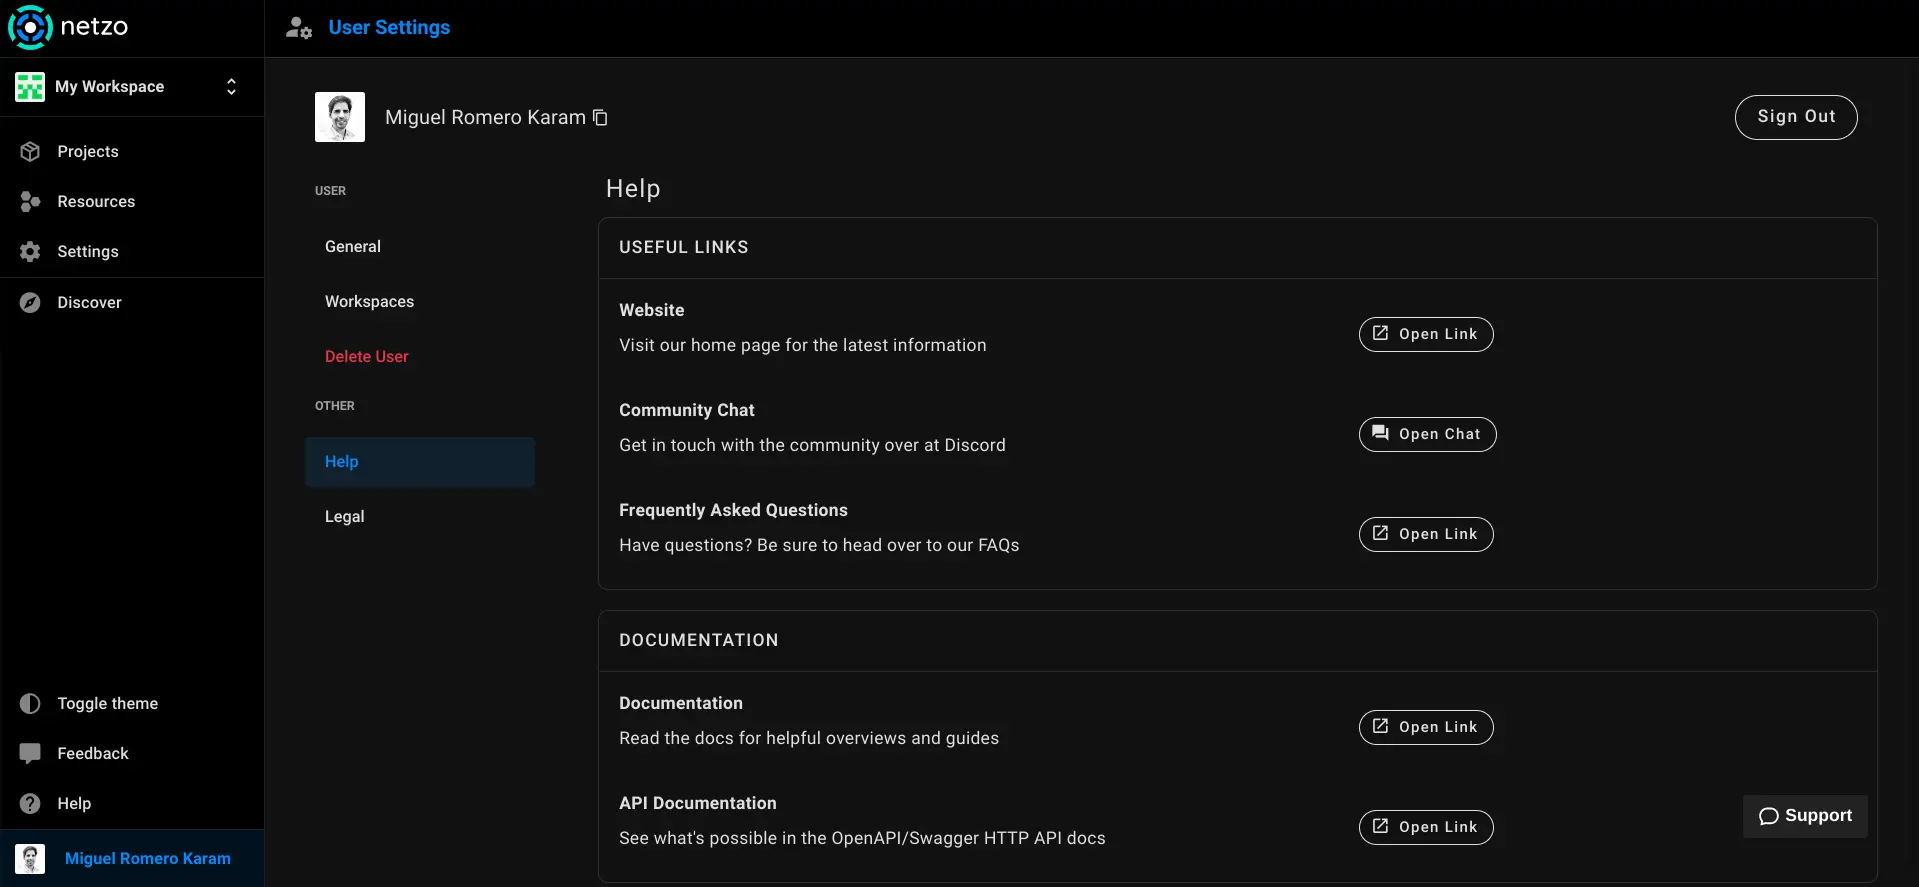 netzo
My Workspace
Projects
Resources
Settings
Discover
Toggle theme
Feedback
Help
Miguel Romero Karam
User Settings
Miguel Romero Karam
Sign Out
USER
General
Workspaces
Delete User
OTHER
Help
Legal
Help
USEFUL LINKS
Website
Visit our home page for the latest information
Open Link
Community Chat
Get in touch with the community over at Discord
Open Chat
Frequently Asked Questions
Have questions? Be sure to head over to our FAQs
Open Link
DOCUMENTATION
Documentation
Read the docs for helpful overviews and guides
Open Link
API Documentation
See what's possible in the OpenAPI/Swagger HTTP API docs
Open Link
Support